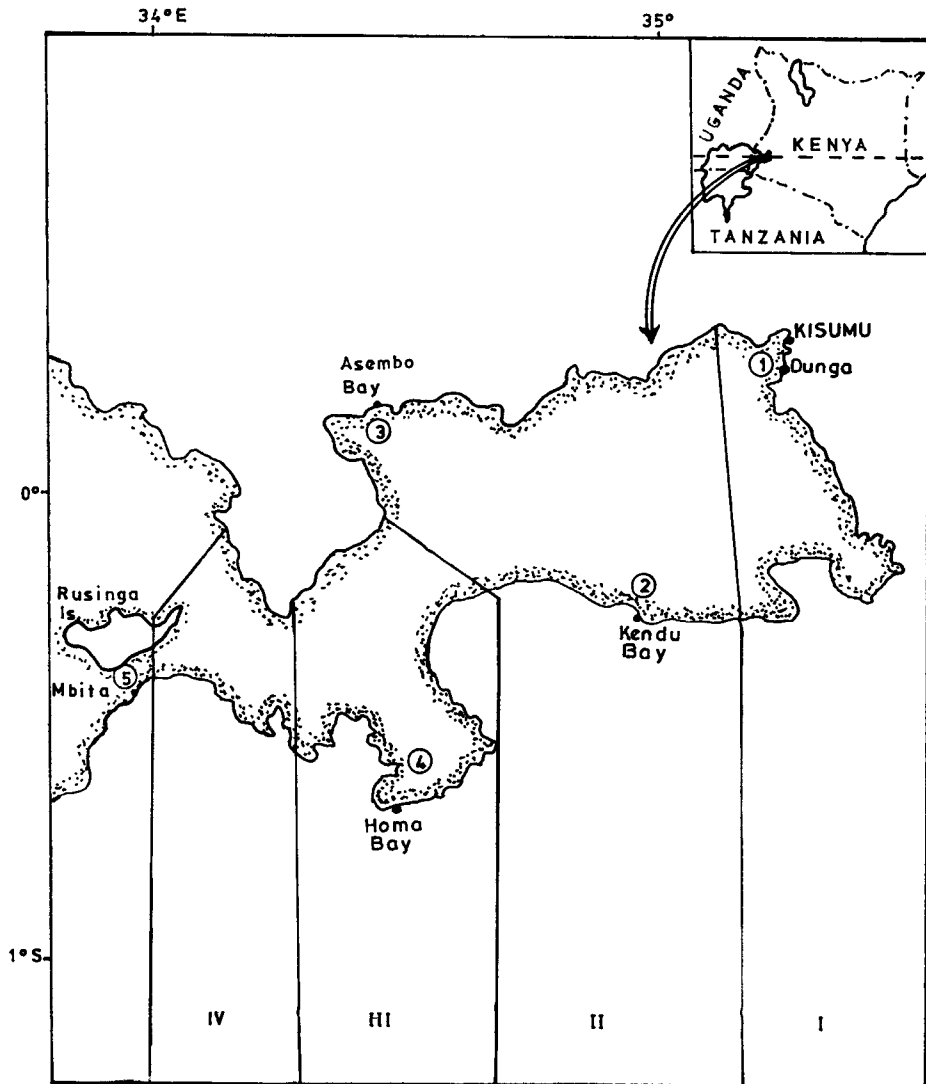 34°E
35°
UGANDA
KENYA
TANZANIA
KISUMU
1
Dunga
Asembo
Bay
3
0°
2
Kendu
Bay
Rusinga
Is.
5
Mbita
4
Homa
Bay
1°S
IV
III
II
I